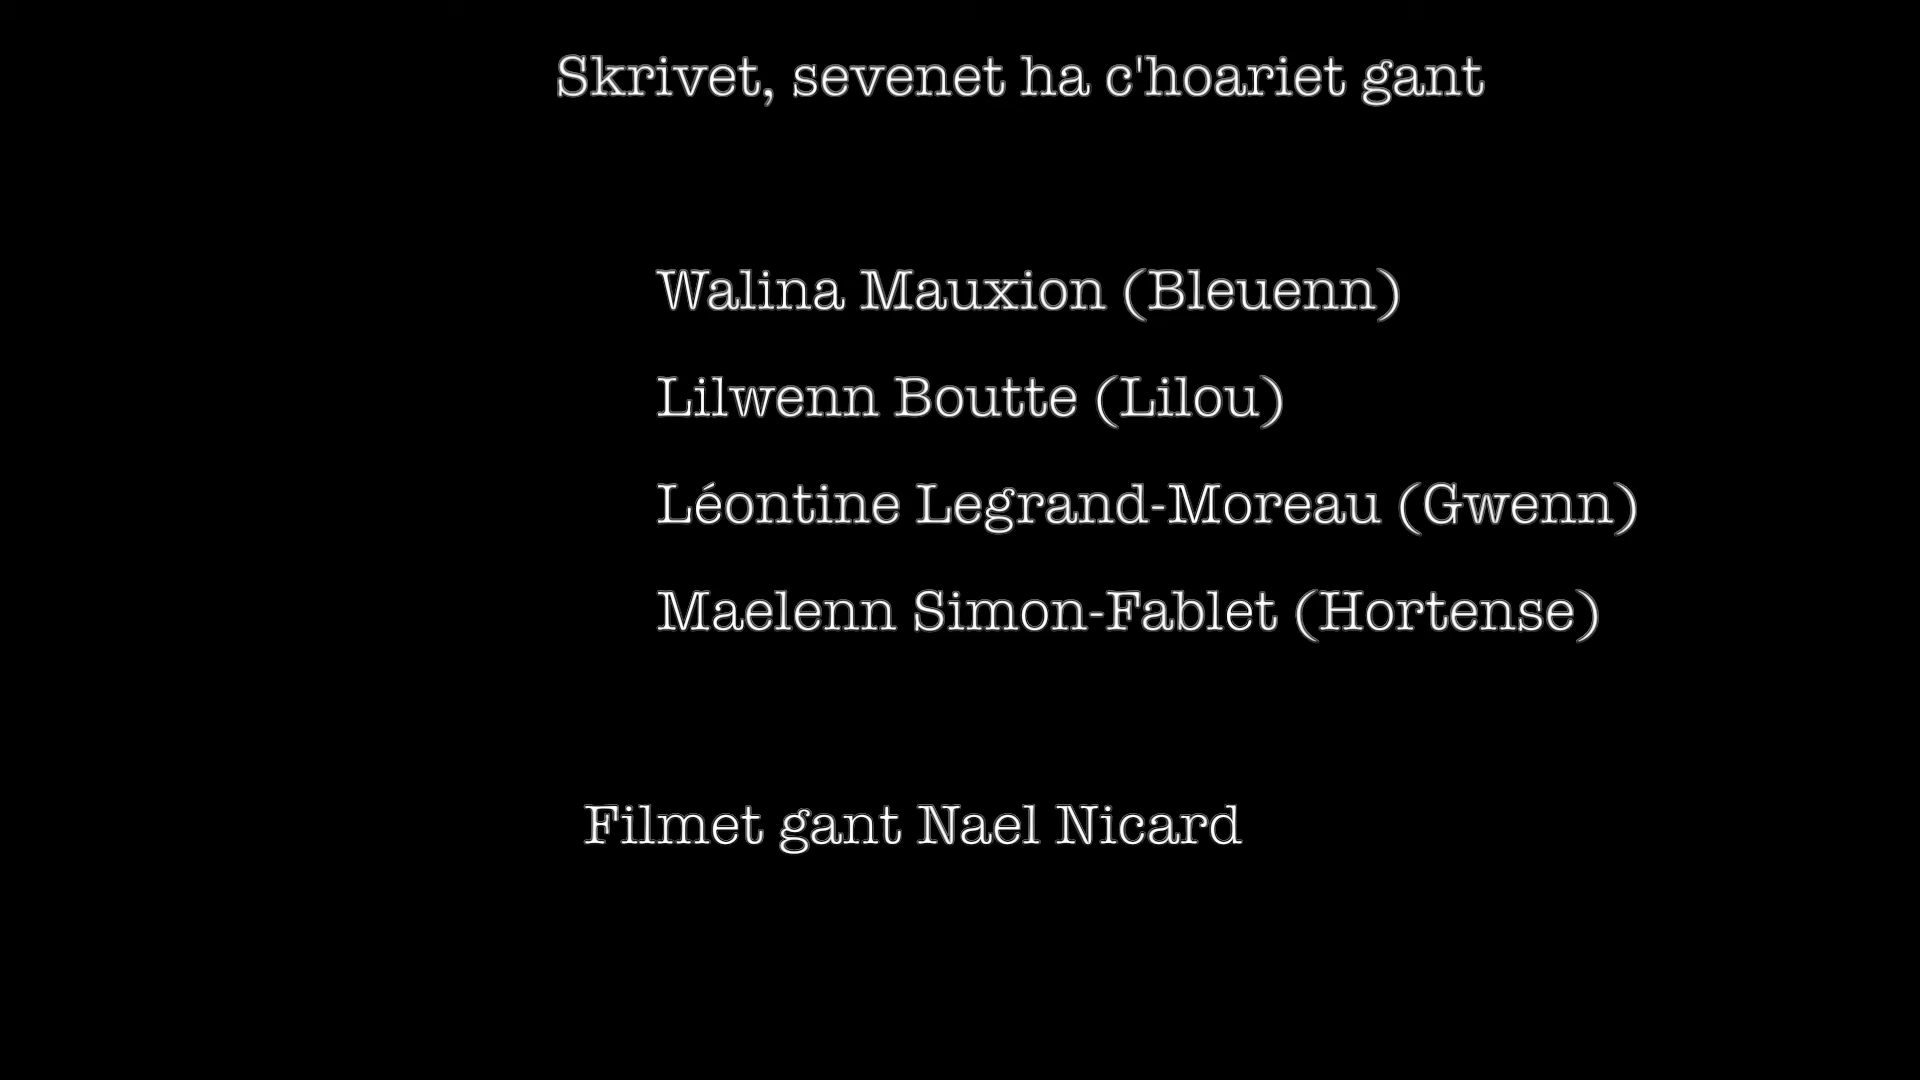 Skrivet, sevenet ha c'hoariet gant
Walina Mauxion (Bleuenn)
Lilwenn Boutte (Lilou)
Léontine Legrand-Moreau (Gwenn)
Maelenn Simon-Fablet (Hortense)
Filmet gant Nael Nicard